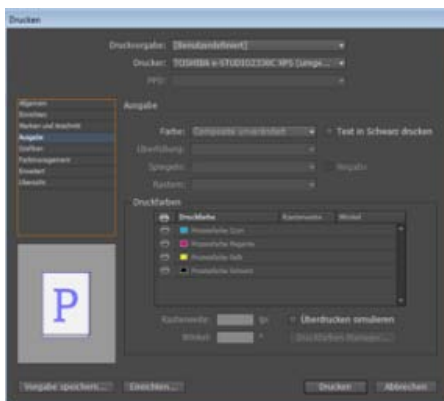 Drucken
Druckvorgabe: [Benutzerdefiniert]
Drucker: TOSHIBA e-STUDIO2330C XPS (umge...
PPD:
Allgemein
Einrichten
Marken und Anschnitt
Ausgabe
Grafiken
Farbmanagement
Erweitert
Übersicht
Ausgabe
Farbe: Composite unverändert
Text in Schwarz drucken
Überfüllung:
Spiegeln:
Negativ
Rastern:
Druckfarben
Druckfarbe Rasterweite Winkel
Prozessfarbe Cyan
Prozessfarbe Magenta
Prozessfarbe Gelb
Prozessfarbe Schwarz
Rasterweite: lpi
Überdrucken simulieren
Winkel: °
Druckfarben-Manager...
P
Vorgabe speichern... Einrichten... Drucken Abbrechen